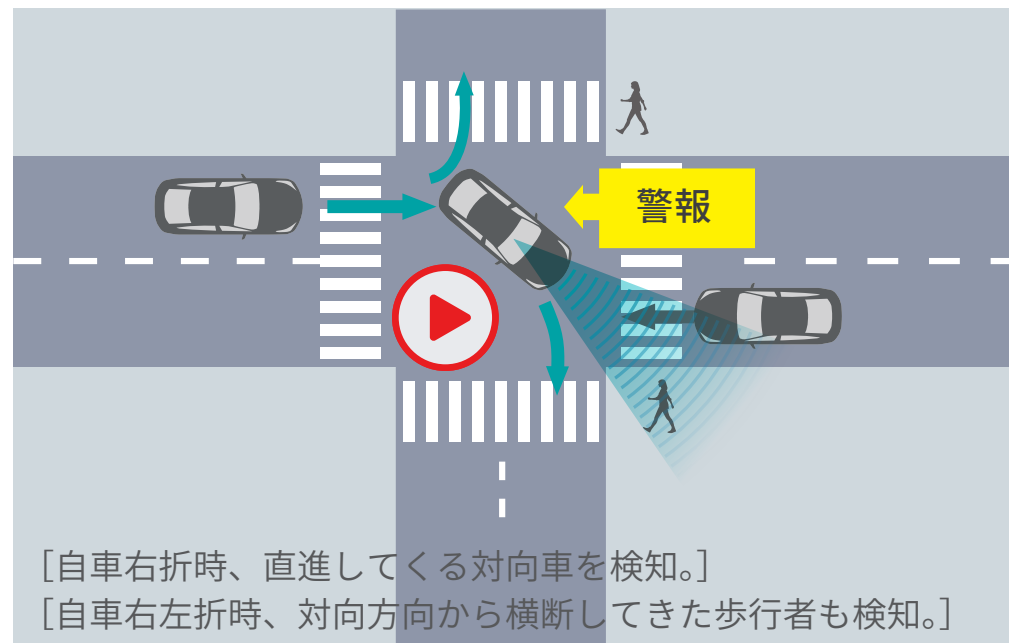 警報
［自車右折時、直進してくる対向車を検知。］
［自車右左折時、対向方向から横断してきた歩行者も検知。］